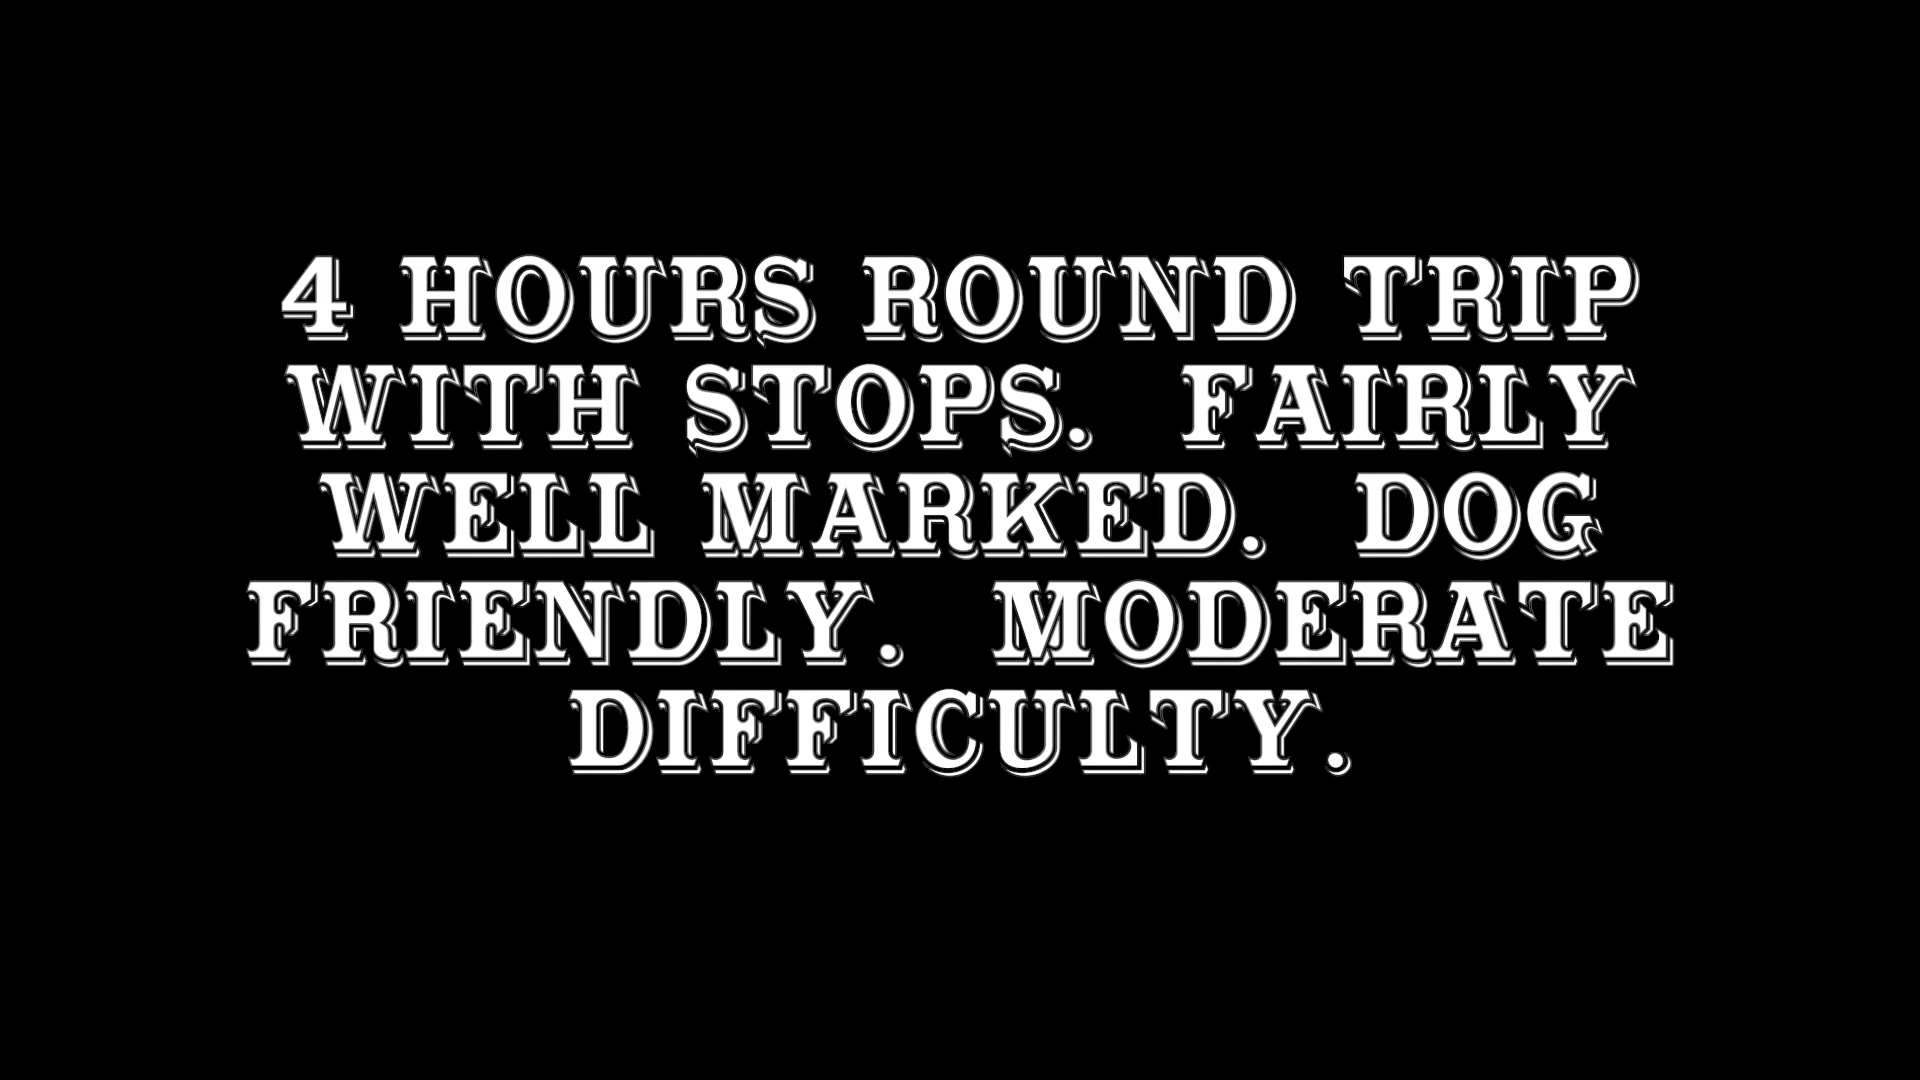 4 HOURS ROUND TRIP
WITH STOPS. FAIRLY
WELL MARKED. DOG
FRIENDLY. MODERATE
DIFFICULTY.